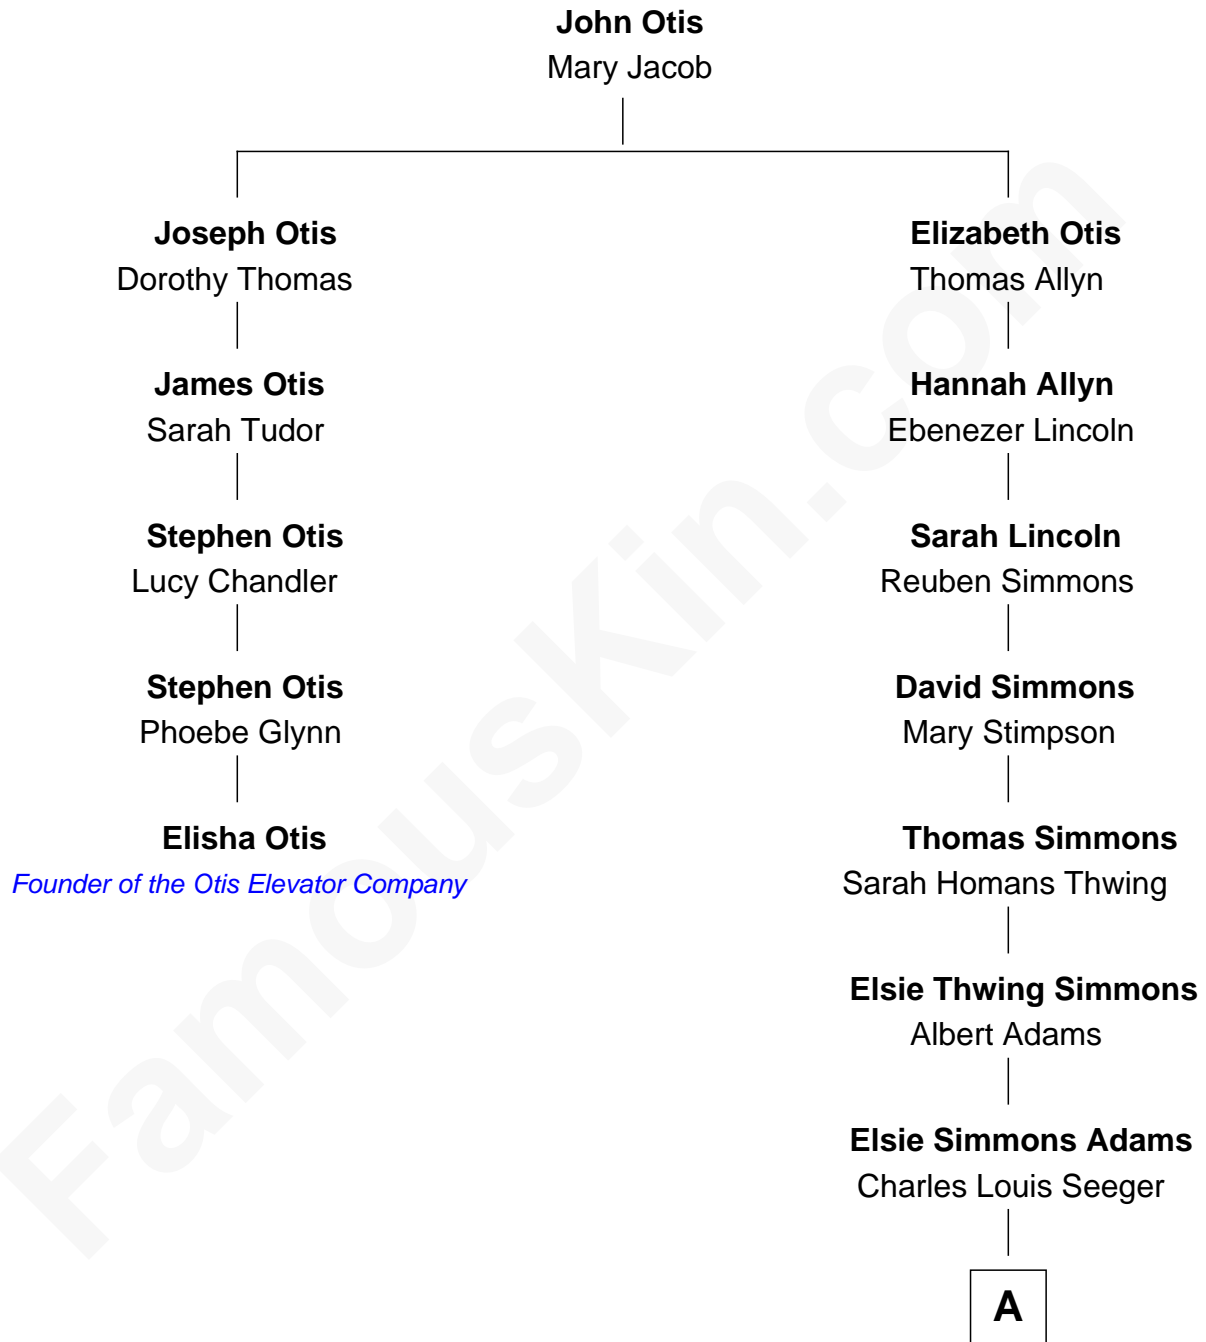 John Otis
Mary Jacob
Joseph Otis
Dorothy Thomas
James Otis
Sarah Tudor
Stephen Otis
Lucy Chandler
Stephen Otis
Phoebe Glynn
Elisha Otis
Founder of the Otis Elevator Company
Elizabeth Otis
Thomas Allyn
Hannah Allyn
Ebenezer Lincoln
Sarah Lincoln
Reuben Simmons
David Simmons
Mary Stimpson
Thomas Simmons
Sarah Homans Thwing
Elsie Thwing Simmons
Albert Adams
Elsie Simmons Adams
Charles Louis Seeger
A
FamousKin.com